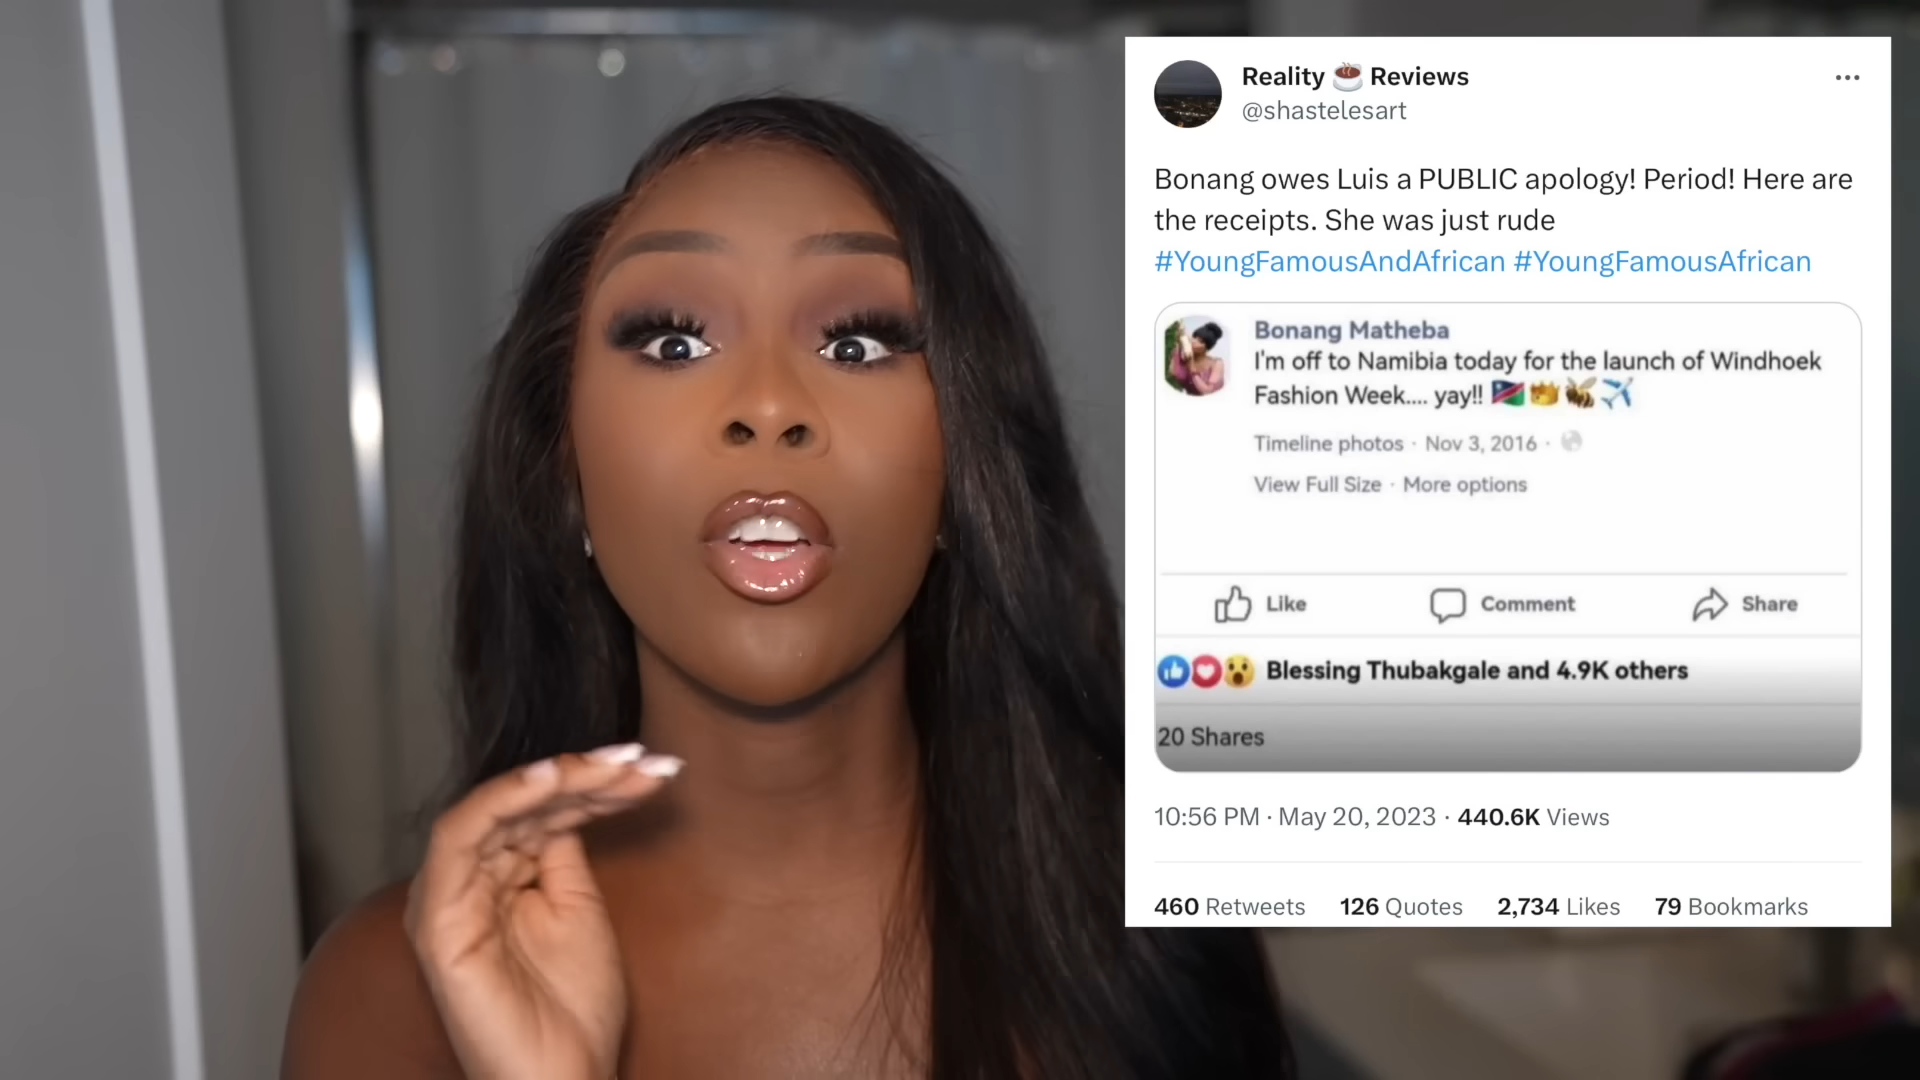 Reality ☕ Reviews
@shastelesart
Bonang owes Luis a PUBLIC apology! Period! Here are
the receipts. She was just rude
#YoungFamousAndAfrican #YoungFamousAfrican
Bonang Matheba
I'm off to Namibia today for the launch of Windhoek
Fashion Week.... yay!! 🇳🇦👑🐝✈️
Timeline photos · Nov 3, 2016 ·
View Full Size · More options
Like Comment Share
Blessing Thubakgale and 4.9K others
20 Shares
10:56 PM · May 20, 2023 · 440.6K Views
460 Retweets 126 Quotes 2,734 Likes 79 Bookmarks